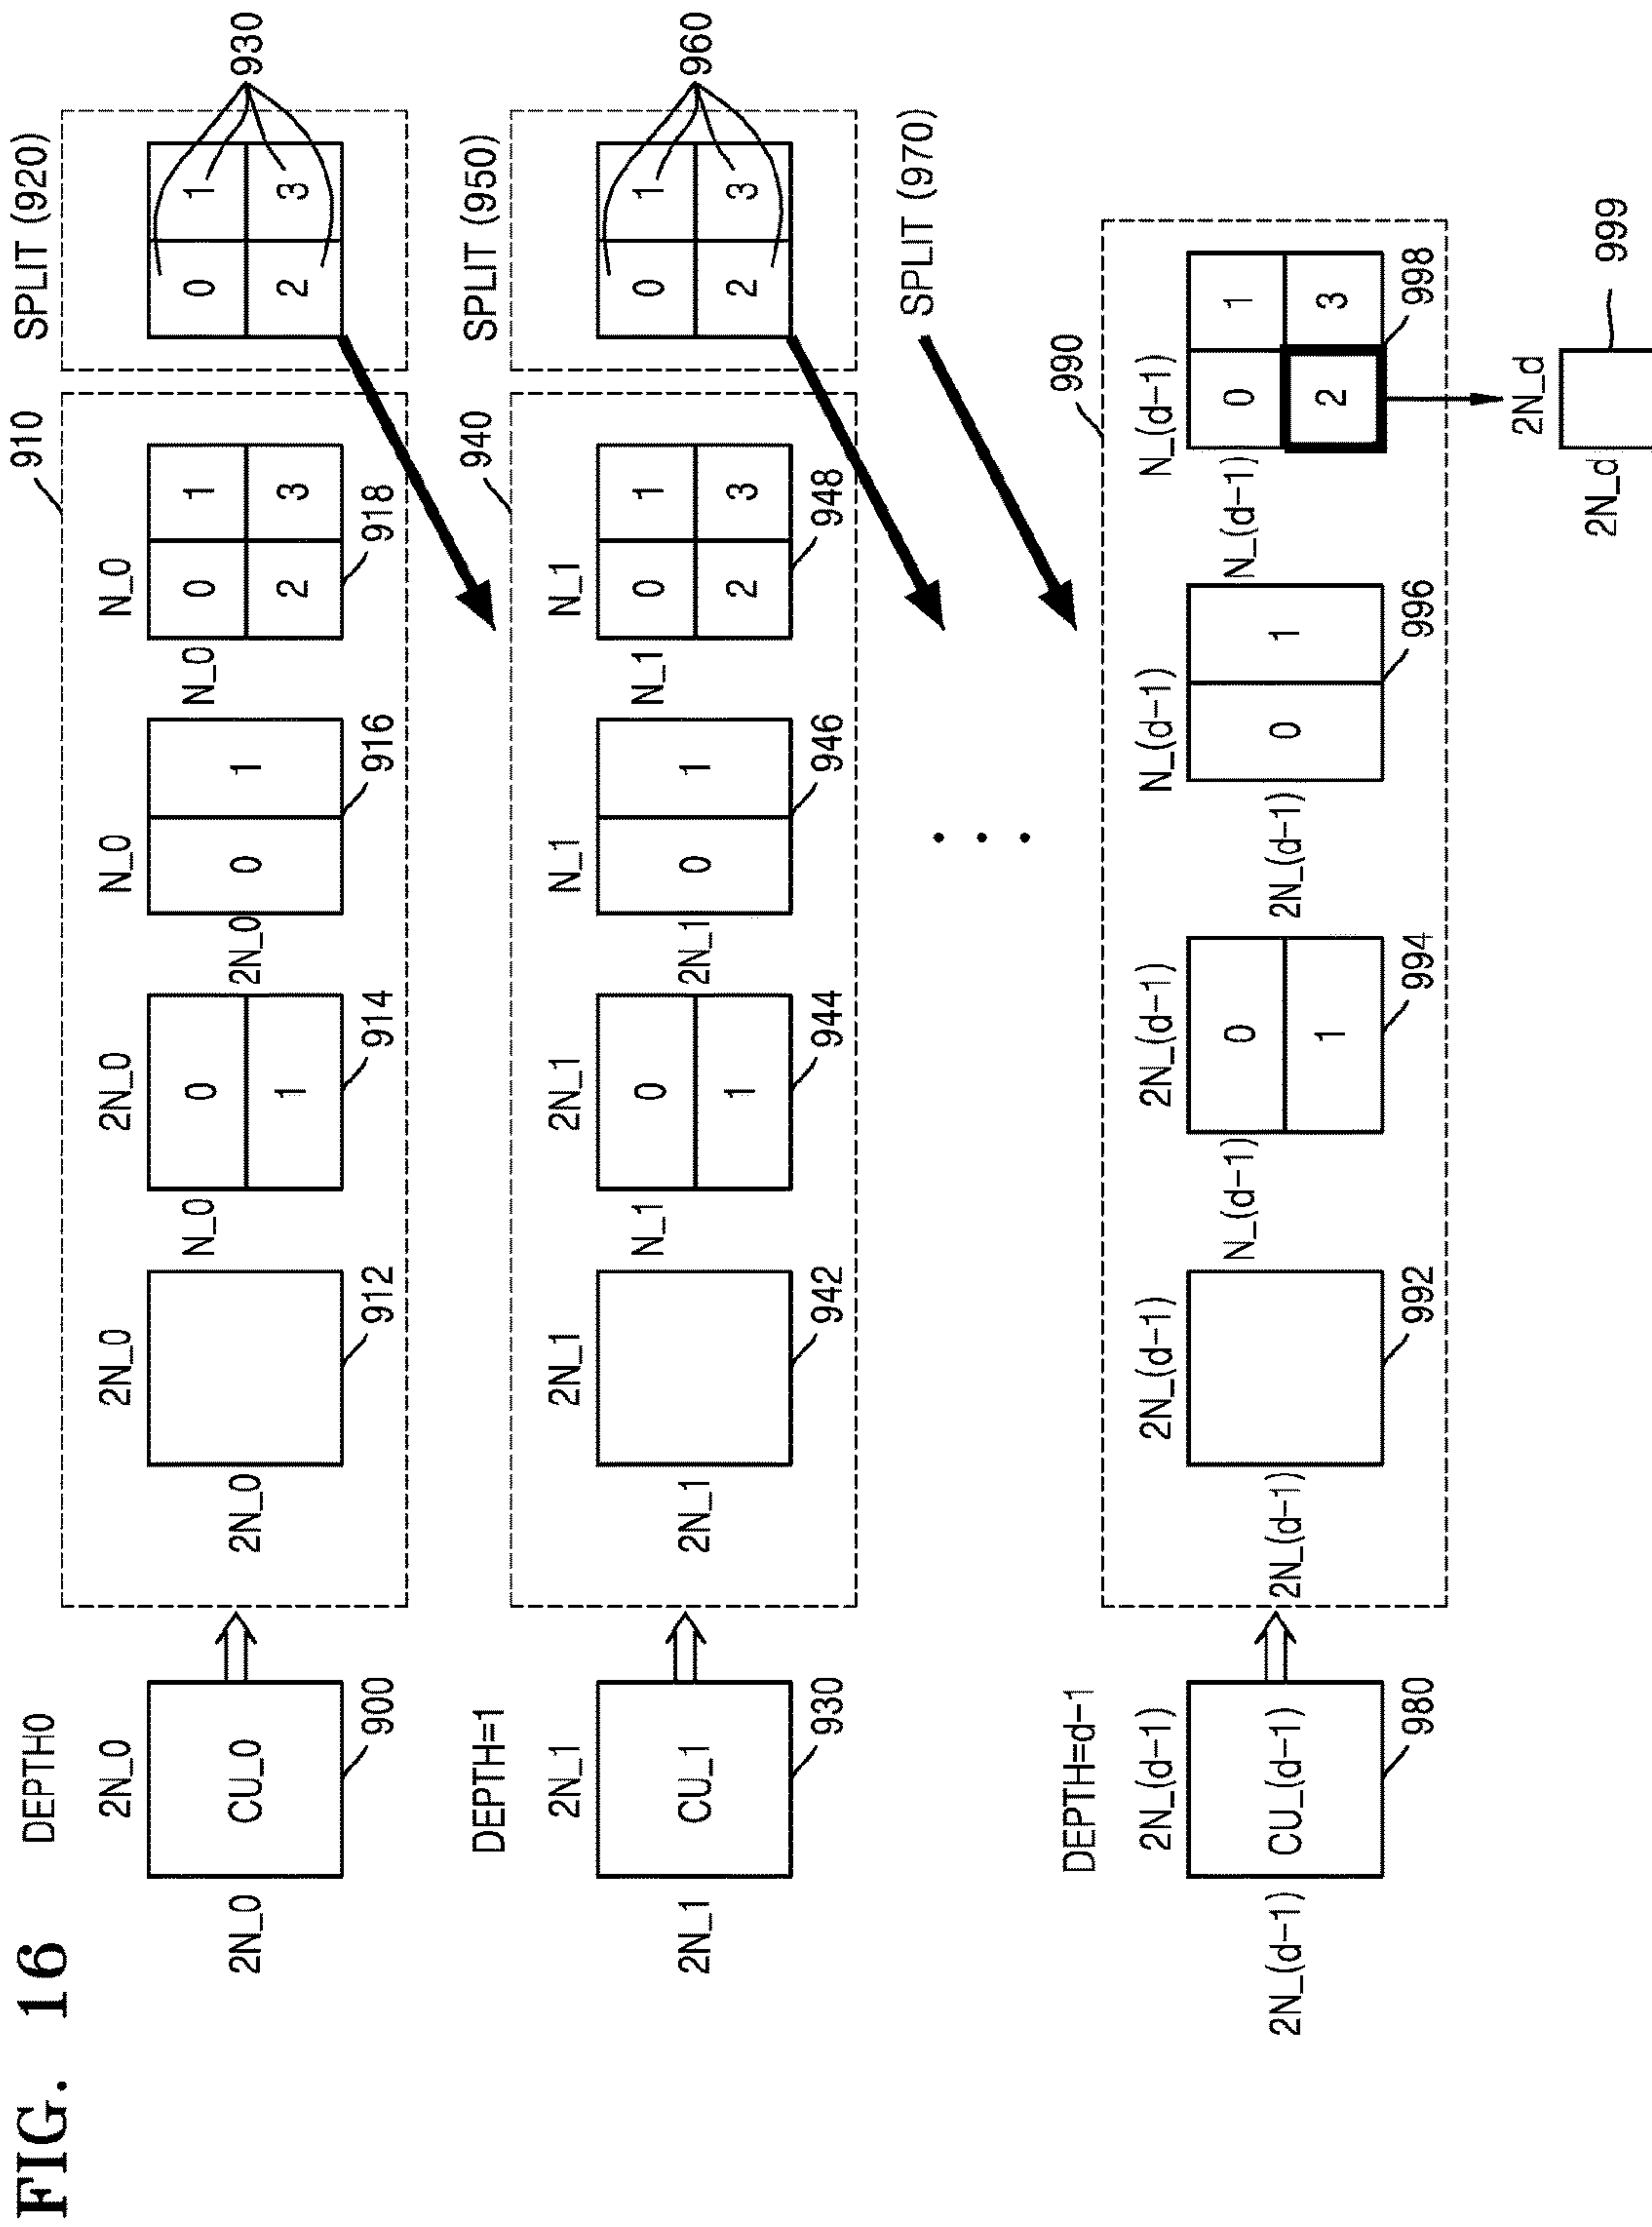 FIG. 16
DEPTH0
2N_0
2N_0
CU_0
900
910
2N_0
2N_0
912
2N_0
N_0
0
1
914
N_0
2N_0
0
1
916
N_0
N_0
0
1
2
3
918
SPLIT (920)
0
1
2
3
930
DEPTH=1
2N_1
2N_1
CU_1
930
940
2N_1
2N_1
942
2N_1
N_1
0
1
944
N_1
2N_1
0
1
946
N_1
N_1
0
1
2
3
948
SPLIT (950)
0
1
2
3
960
SPLIT (970)
DEPTH=d-1
2N_(d-1)
2N_(d-1)
CU_(d-1)
980
990
2N_(d-1)
2N_(d-1)
992
2N_(d-1)
N_(d-1)
0
1
994
N_(d-1)
2N_(d-1)
0
1
996
N_(d-1)
N_(d-1)
0
1
2
3
998
2N_d
2N_d
999